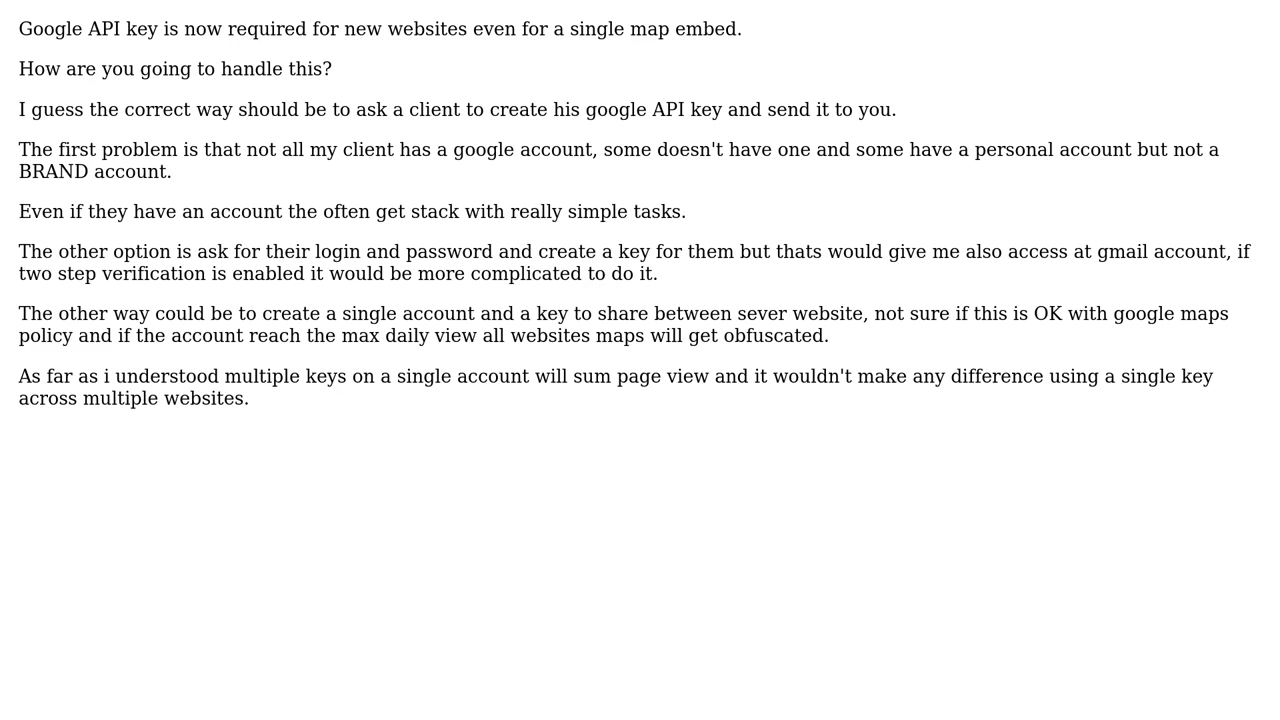 Google API key is now required for new websites even for a single map embed.
How are you going to handle this?
I guess the correct way should be to ask a client to create his google API key and send it to you.
The first problem is that not all my client has a google account, some doesn't have one and some have a personal account but not a
BRAND account.
Even if they have an account the often get stack with really simple tasks.
The other option is ask for their login and password and create a key for them but thats would give me also access at gmail account, if
two step verification is enabled it would be more complicated to do it.
The other way could be to create a single account and a key to share between sever website, not sure if this is OK with google maps
policy and if the account reach the max daily view all websites maps will get obfuscated.
As far as i understood multiple keys on a single account will sum page view and it wouldn't make any difference using a single key
across multiple websites.